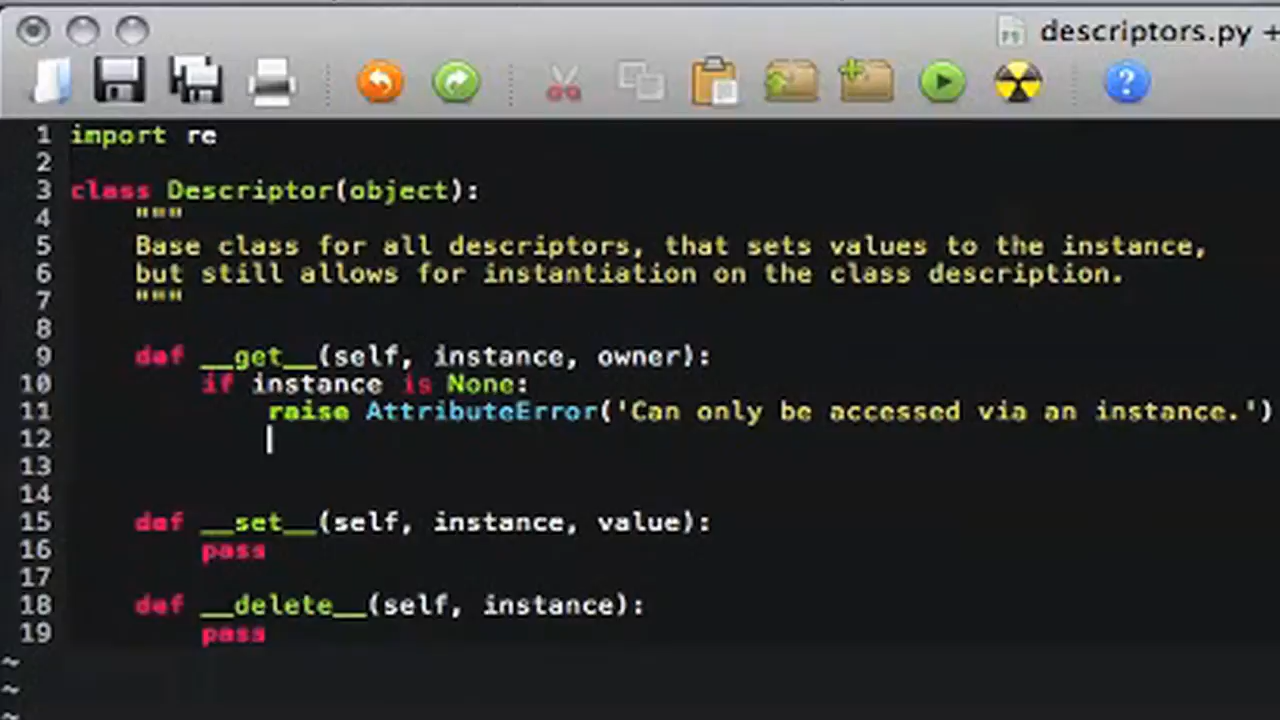 descriptors.py +
1 import re
2
3 class Descriptor(object):
4 """
5 Base class for all descriptors, that sets values to the instance,
6 but still allows for instantiation on the class description.
7 """
8
9 def __get__(self, instance, owner):
10 if instance is None:
11 raise AttributeError('Can only be accessed via an instance.')
12
13
14
15 def __set__(self, instance, value):
16 pass
17
18 def __delete__(self, instance):
19 pass
~
~
~